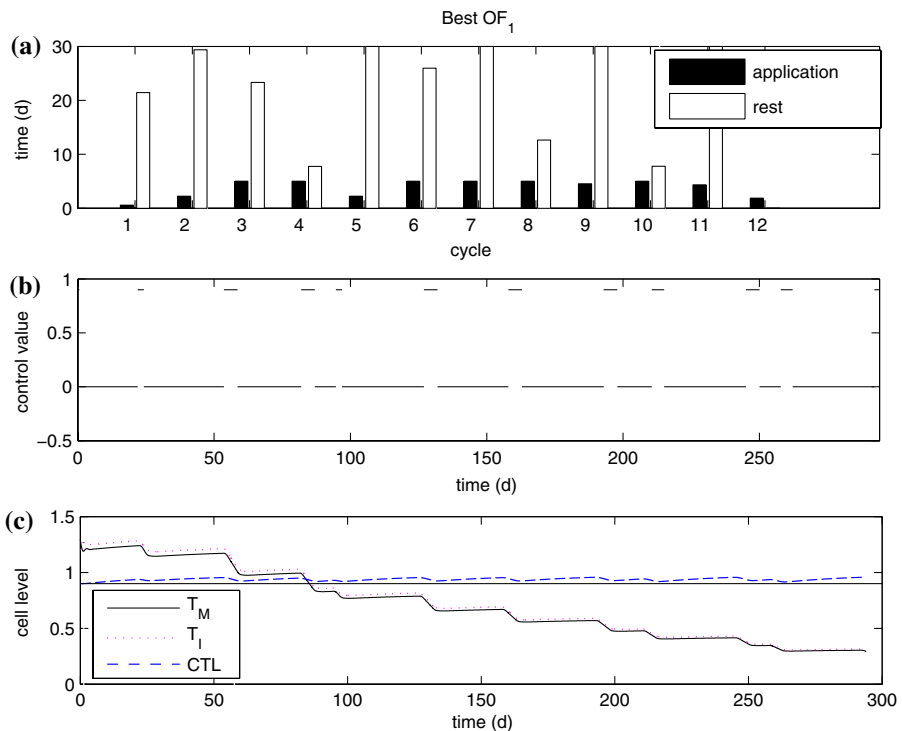 Best OF1
(a)
30
20
10
0
time (d)
application
rest
1 2 3 4 5 6 7 8 9 10 11 12
cycle
(b)
1
0.5
0
−0.5
control value
0 50 100 150 200 250
time (d)
(c)
1.5
1
0.5
0
cell level
TM
TI
CTL
0 50 100 150 200 250 300
time (d)